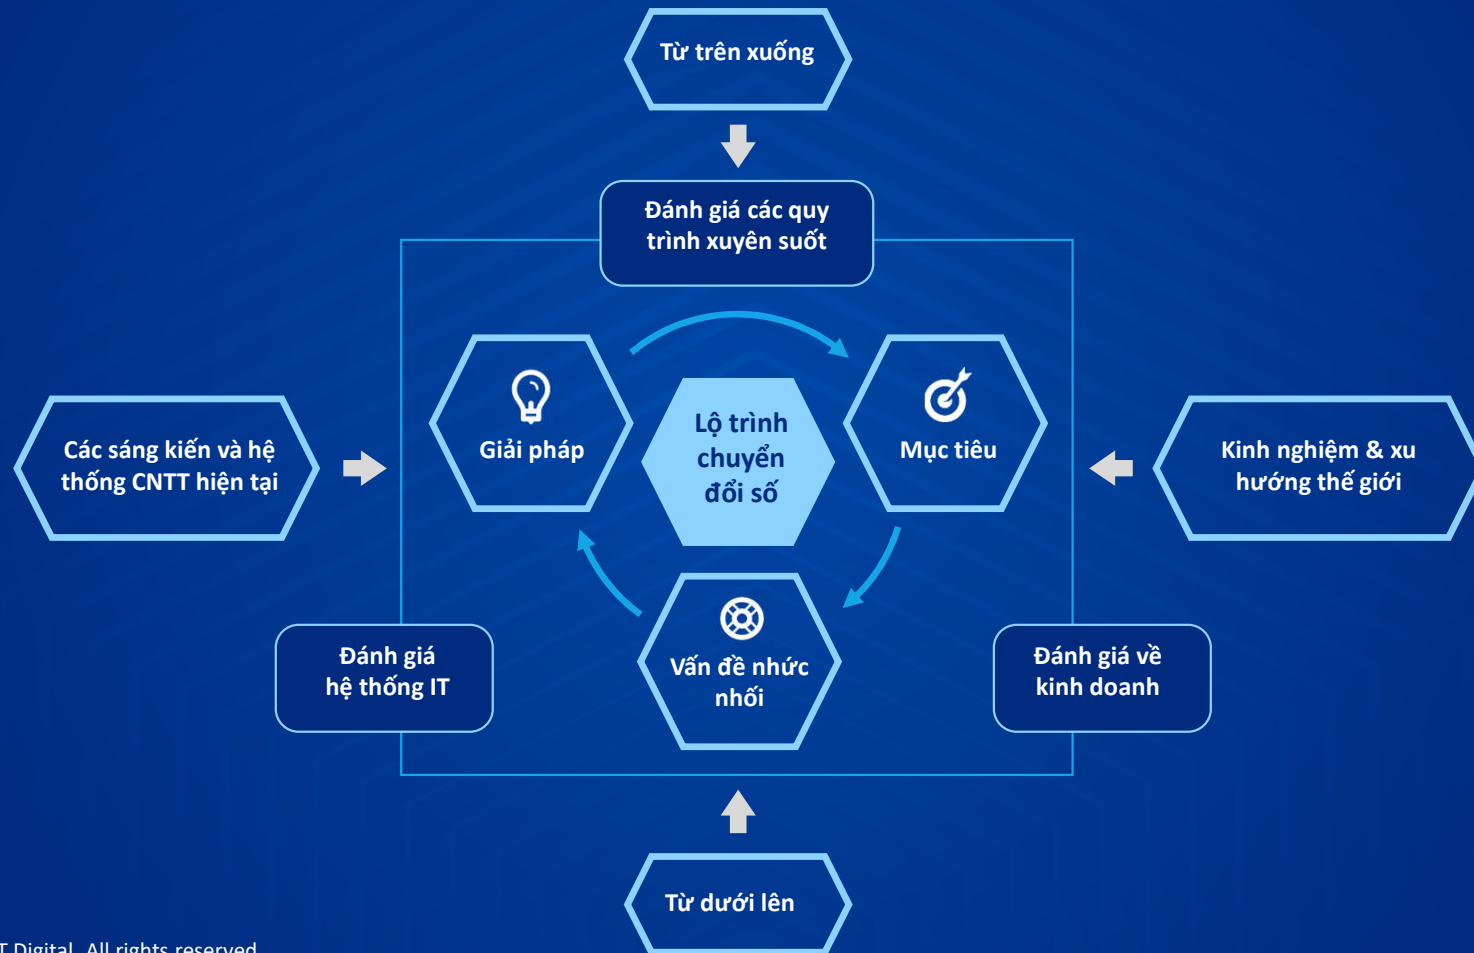 Từ trên xuống
Đánh giá các quy
trình xuyên suốt
Giải pháp
Lộ trình
chuyển
đổi số
Mục tiêu
Các sáng kiến và hệ
thống CNTT hiện tại
Kinh nghiệm & xu
hướng thế giới
Vấn đề nhức
nhối
Đánh giá
hệ thống IT
Đánh giá về
kinh doanh
Từ dưới lên
T Digital. All rights reserved